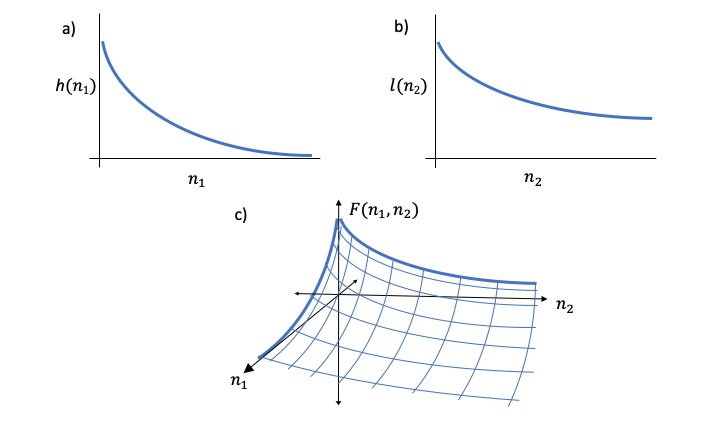 a)
h(n₁)
n₁
b)
l(n₂)
n₂
c)
F(n₁, n₂)
n₂
n₁